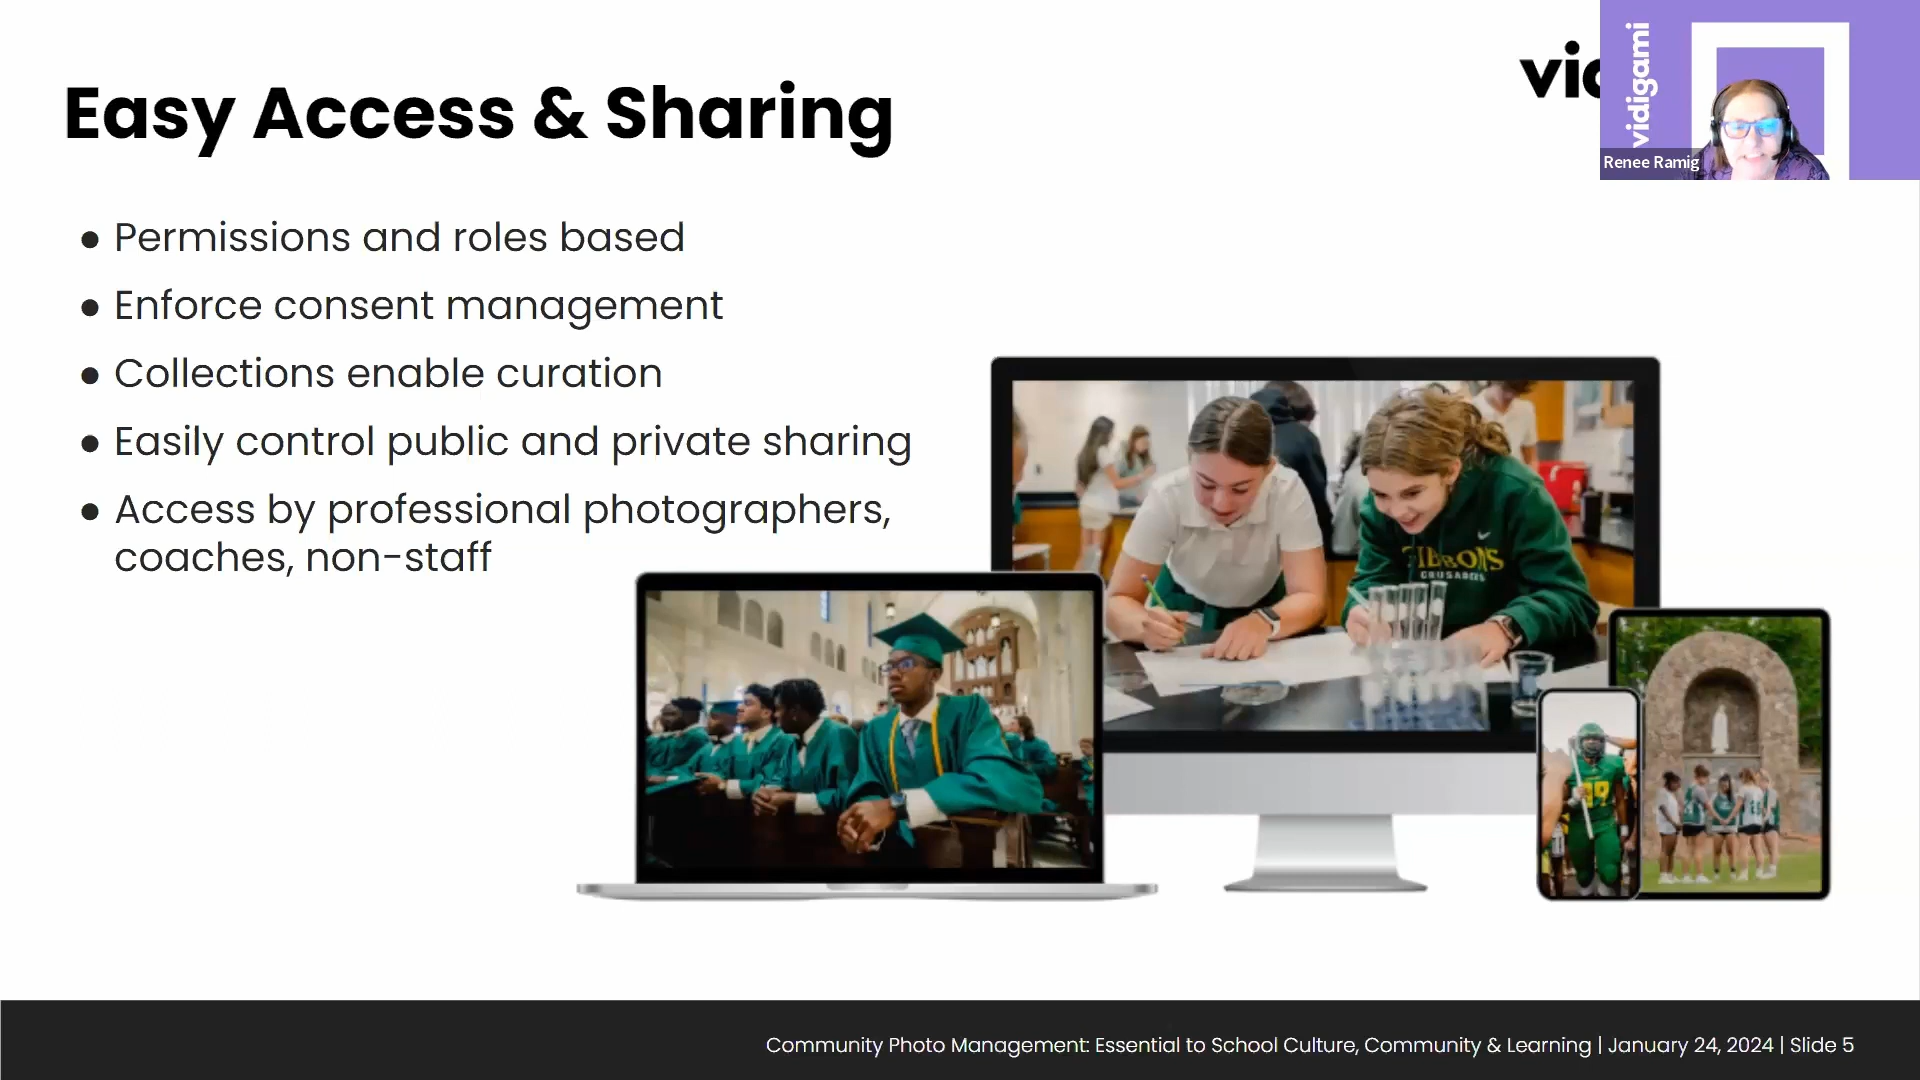 Easy Access & Sharing
vidigami
Renee Ramig
● Permissions and roles based
● Enforce consent management
● Collections enable curation
● Easily control public and private sharing
● Access by professional photographers,
coaches, non-staff
GIBBONS
CRUSADERS
Community Photo Management: Essential to School Culture, Community & Learning | January 24, 2024 | Slide 5